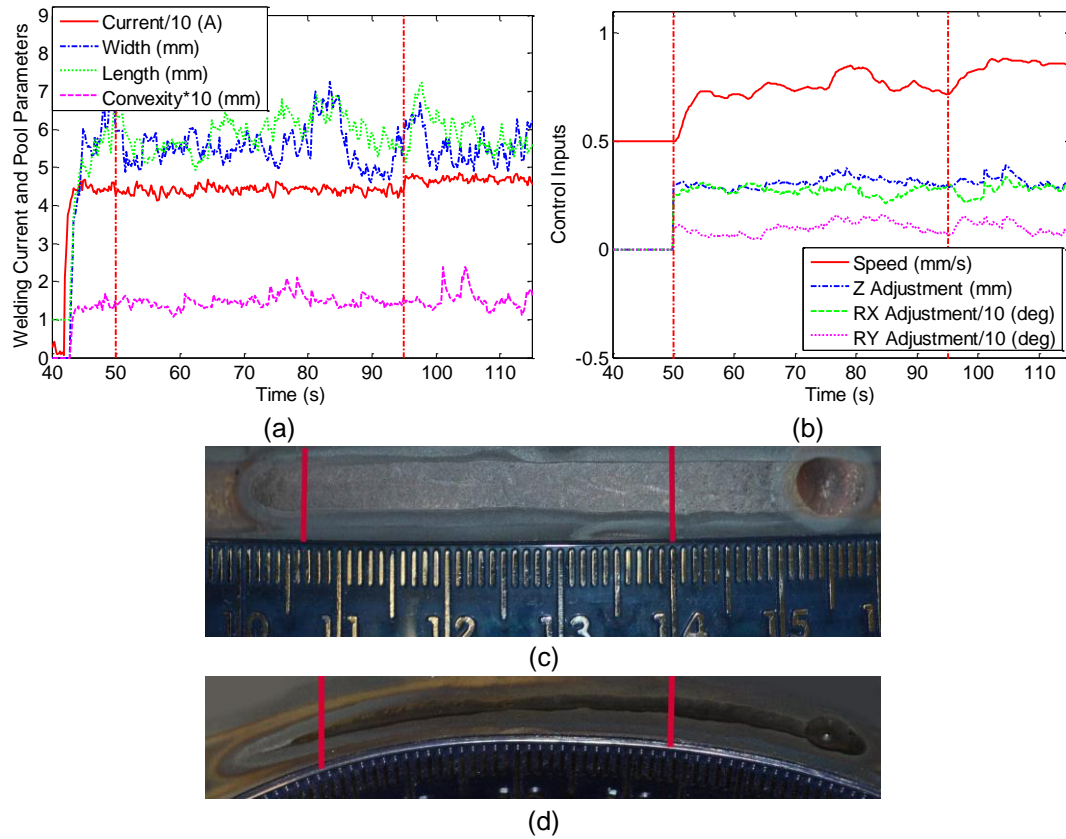 Welding Current and Pool Parameters
9
8
7
6
5
4
3
2
1
0
Current/10 (A)
Width (mm)
Length (mm)
Convexity*10 (mm)
40 50 60 70 80 90 100 110
Time (s)
(a)
Control Inputs
1
0.5
0
-0.5
Speed (mm/s)
Z Adjustment (mm)
RX Adjustment/10 (deg)
RY Adjustment/10 (deg)
40 50 60 70 80 90 100 110
Time (s)
(b)
10 11 12 13 14 15
(c)
(d)